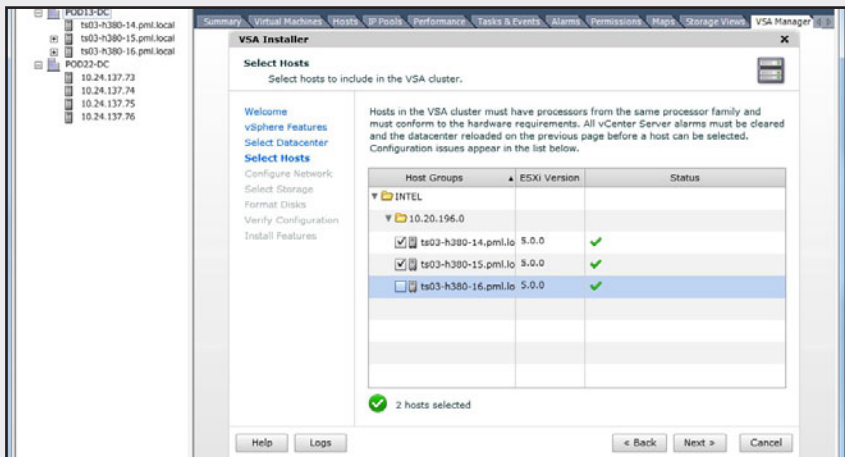 POD13-DC
ts03-h380-14.pml.local
ts03-h380-15.pml.local
ts03-h380-16.pml.local
POD22-DC
10.24.137.73
10.24.137.74
10.24.137.75
10.24.137.76
Summary Virtual Machines Hosts IP Pools Performance Tasks & Events Alarms Permissions Maps Storage Views VSA Manager
VSA Installer
Select Hosts
Select hosts to include in the VSA cluster.
Welcome
vSphere Features
Select Datacenter
Select Hosts
Configure Network
Select Storage
Format Disks
Verify Configuration
Install Features
Hosts in the VSA cluster must have processors from the same processor family and
must conform to the hardware requirements. All vCenter Server alarms must be cleared
and the datacenter reloaded on the previous page before a host can be selected.
Configuration issues appear in the list below.
Host Groups ESXi Version Status
INTEL
10.20.196.0
ts03-h380-14.pml.lo 5.0.0
ts03-h380-15.pml.lo 5.0.0
ts03-h380-16.pml.lo 5.0.0
2 hosts selected
Help Logs < Back Next > Cancel